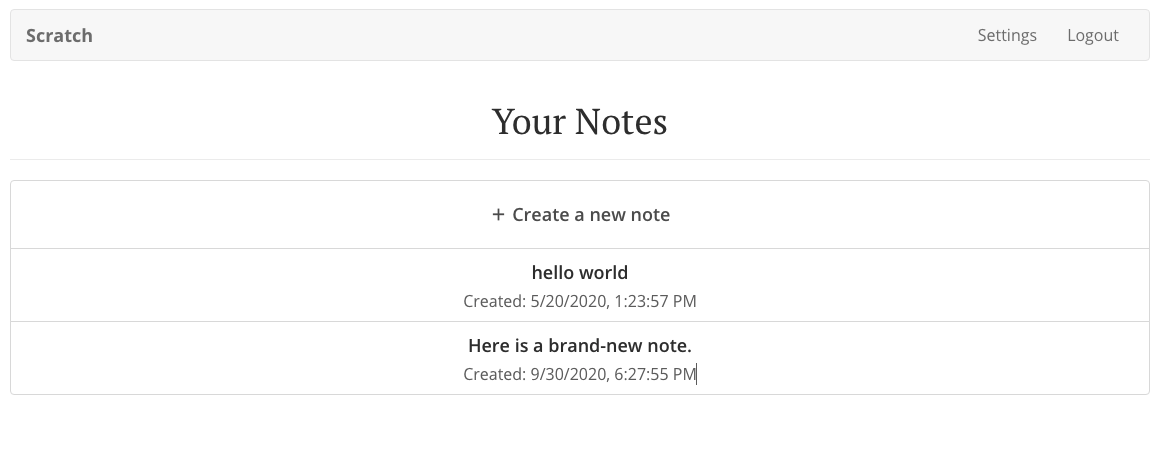 Scratch
Settings Logout
Your Notes
+ Create a new note
hello world
Created: 5/20/2020, 1:23:57 PM
Here is a brand-new note.
Created: 9/30/2020, 6:27:55 PM